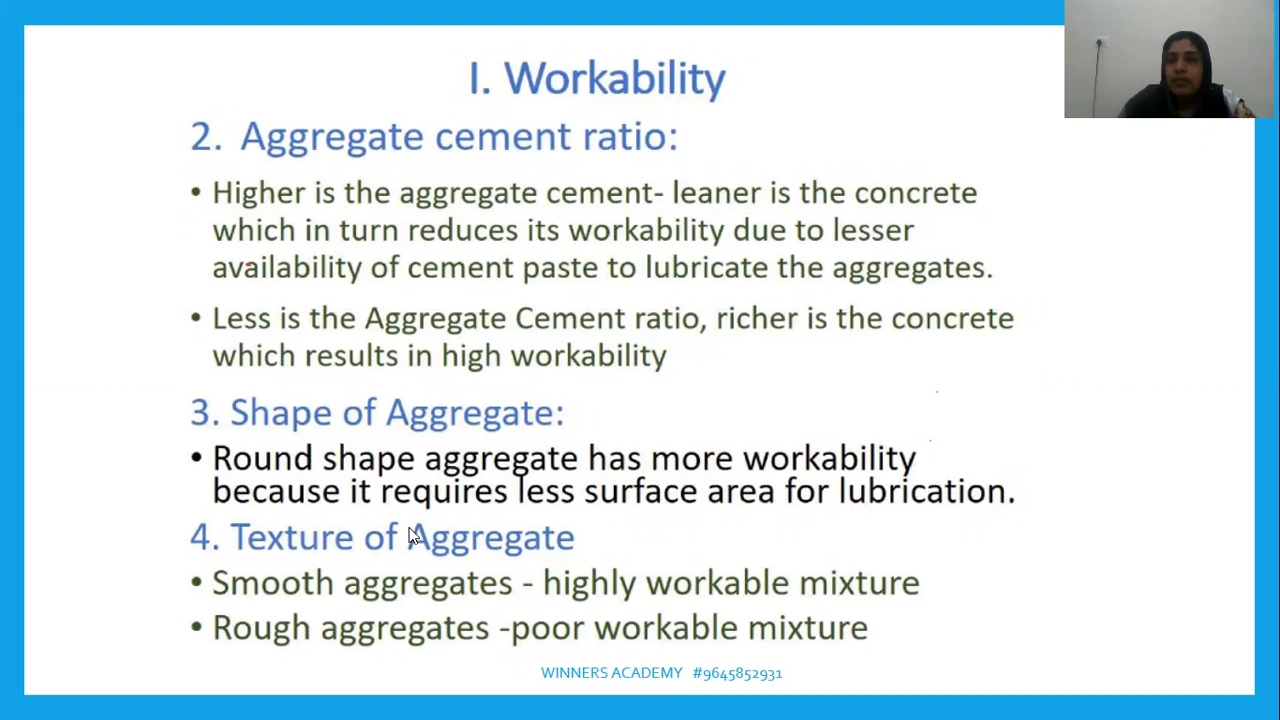 I. Workability
2. Aggregate cement ratio:
• Higher is the aggregate cement- leaner is the concrete
which in turn reduces its workability due to lesser
availability of cement paste to lubricate the aggregates.
• Less is the Aggregate Cement ratio, richer is the concrete
which results in high workability
3. Shape of Aggregate:
• Round shape aggregate has more workability
because it requires less surface area for lubrication.
4. Texture of Aggregate
• Smooth aggregates - highly workable mixture
• Rough aggregates -poor workable mixture
WINNERS ACADEMY #9645852931